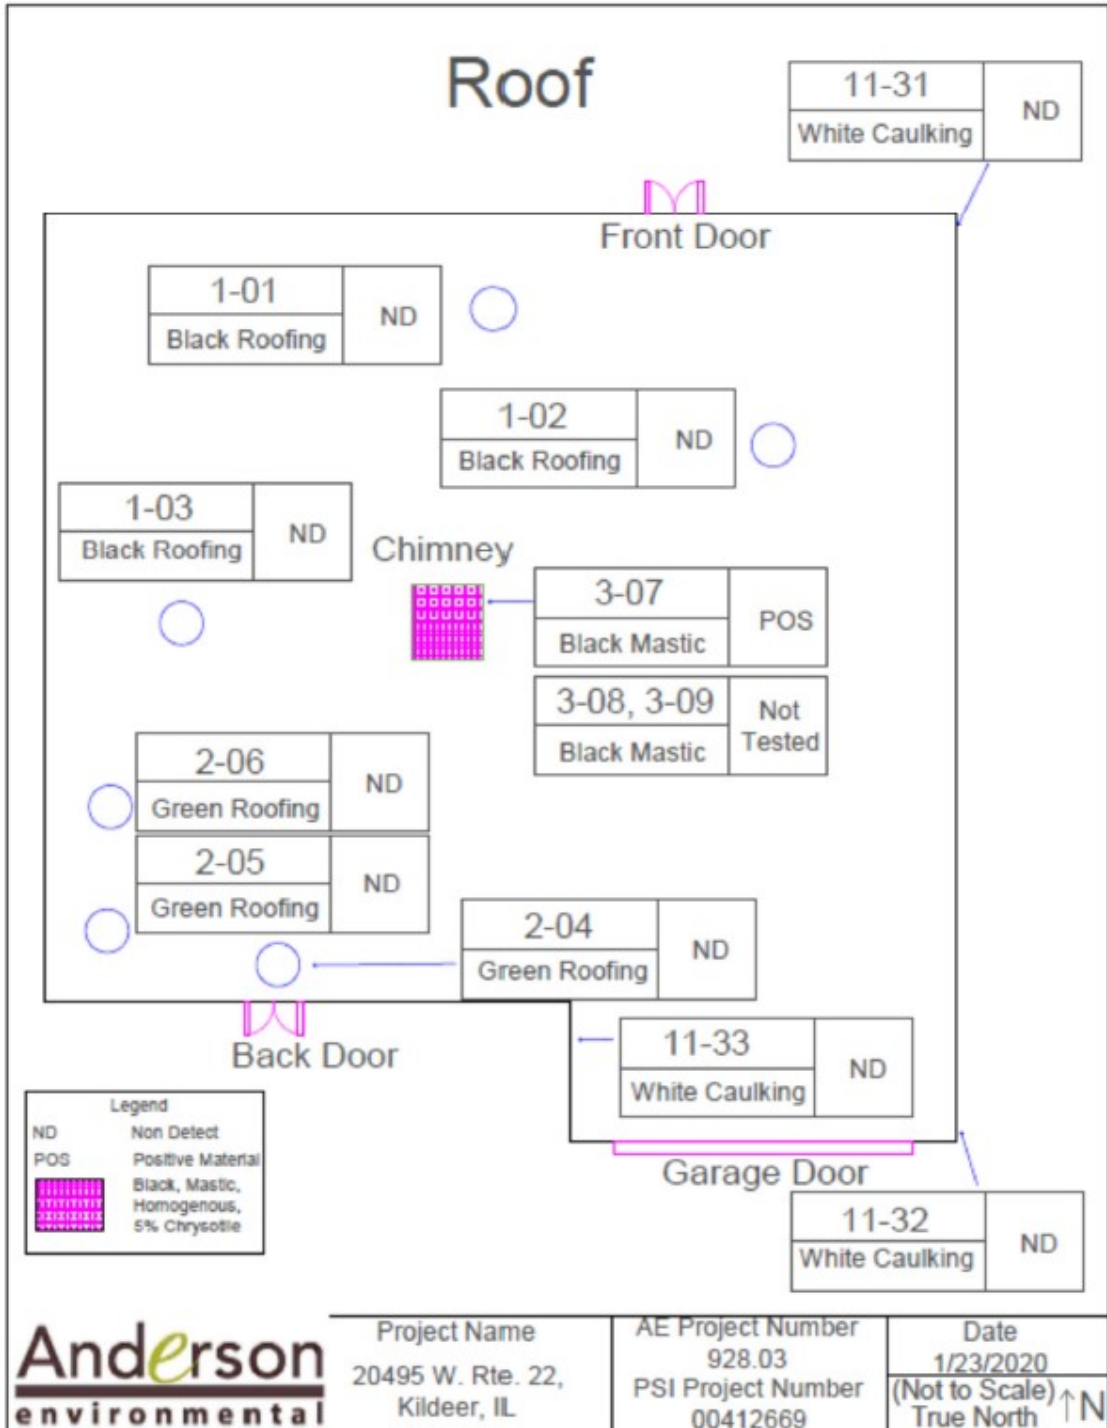 Roof
11-31
ND
White Caulking
Front Door
1-01
ND
Black Roofing
1-02
ND
Black Roofing
1-03
ND
Black Roofing
Chimney
3-07
POS
Black Mastic
3-08, 3-09
Not
Tested
Black Mastic
2-06
ND
Green Roofing
2-05
ND
Green Roofing
2-04
ND
Green Roofing
Back Door
11-33
ND
White Caulking
Garage Door
11-32
ND
White Caulking
Legend
ND Non Detect
POS Positive Material
Black, Mastic,
Homogenous,
5% Chrysotile
Anderson
environmental
Project Name
20495 W. Rte. 22,
Kildeer, IL
AE Project Number
928.03
PSI Project Number
00412669
Date
1/23/2020
(Not to Scale)
True North
↑N